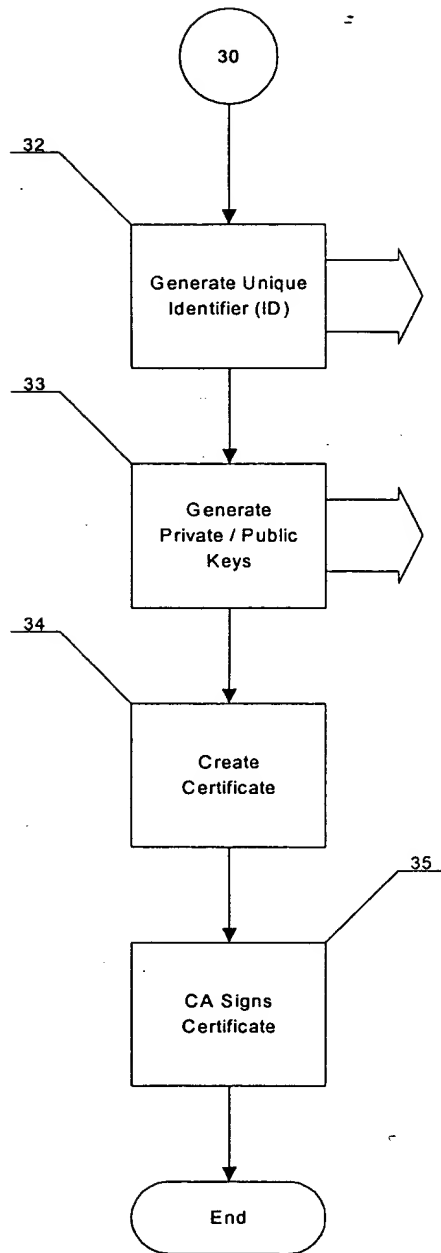 30
32
Generate Unique
Identifier (ID)
33
Generate
Private / Public
Keys
34
Create
Certificate
35
CA Signs
Certificate
End